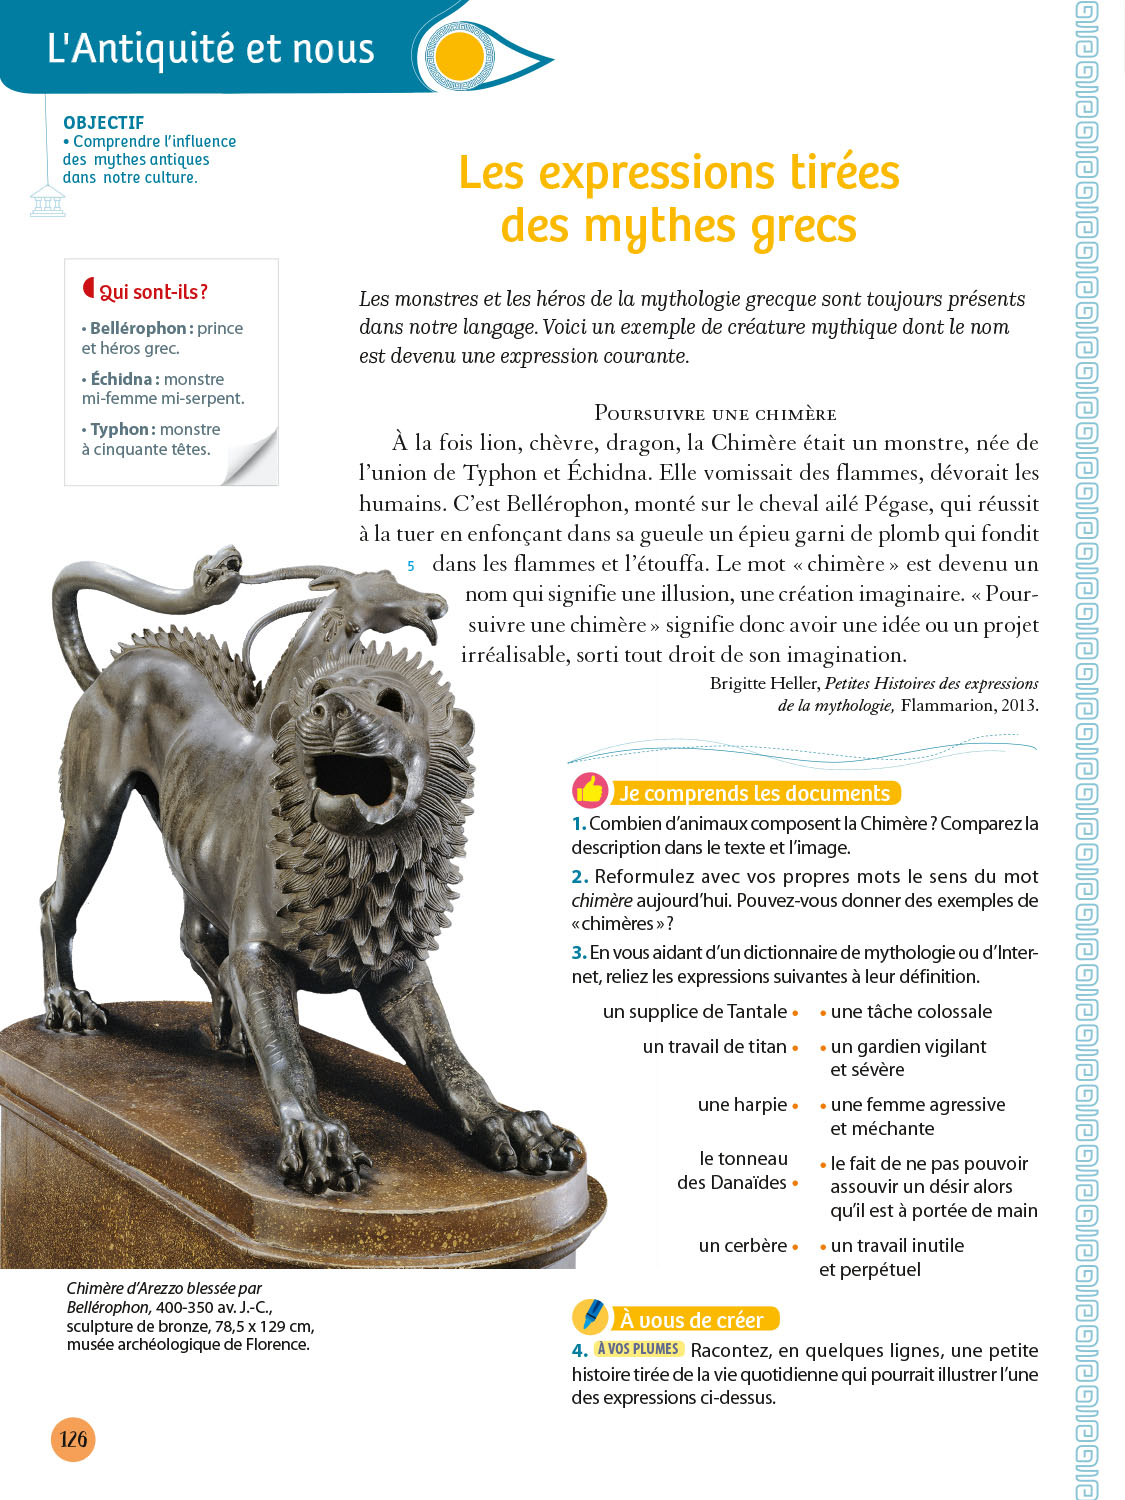 L'Antiquité et nous
OBJECTIF
• Comprendre l'influence
des mythes antiques
dans notre culture.
Les expressions tirées
des mythes grecs
Qui sont-ils ?
• Bellérophon : prince
et héros grec.
• Échidna : monstre
mi-femme mi-serpent.
• Typhon : monstre
à cinquante têtes.
Les monstres et les héros de la mythologie grecque sont toujours présents
dans notre langage. Voici un exemple de créature mythique dont le nom
est devenu une expression courante.
Poursuivre une chimère
À la fois lion, chèvre, dragon, la Chimère était un monstre, née de
l'union de Typhon et Échidna. Elle vomissait des flammes, dévorait les
humains. C'est Bellérophon, monté sur le cheval ailé Pégase, qui réussit
à la tuer en enfonçant dans sa gueule un épieu garni de plomb qui fondit
5 dans les flammes et l'étouffa. Le mot « chimère » est devenu un
nom qui signifie une illusion, une création imaginaire. « Pour-
suivre une chimère » signifie donc avoir une idée ou un projet
irréalisable, sorti tout droit de son imagination.
Brigitte Heller, Petites Histoires des expressions
de la mythologie, Flammarion, 2013.
Je comprends les documents
1. Combien d'animaux composent la Chimère ? Comparez la
description dans le texte et l'image.
2. Reformulez avec vos propres mots le sens du mot
chimère aujourd'hui. Pouvez-vous donner des exemples de
« chimères » ?
3. En vous aidant d'un dictionnaire de mythologie ou d'Inter-
net, reliez les expressions suivantes à leur définition.
un supplice de Tantale • • une tâche colossale
un travail de titan • • un gardien vigilant
et sévère
une harpie • • une femme agressive
et méchante
le tonneau
des Danaïdes •
• le fait de ne pas pouvoir
assouvir un désir alors
qu'il est à portée de main
un cerbère • • un travail inutile
et perpétuel
Chimère d'Arezzo blessée par
Bellérophon, 400-350 av. J.-C.,
sculpture de bronze, 78,5 x 129 cm,
musée archéologique de Florence.
À vous de créer
4. À VOS PLUMES Racontez, en quelques lignes, une petite
histoire tirée de la vie quotidienne qui pourrait illustrer l'une
des expressions ci-dessus.
126